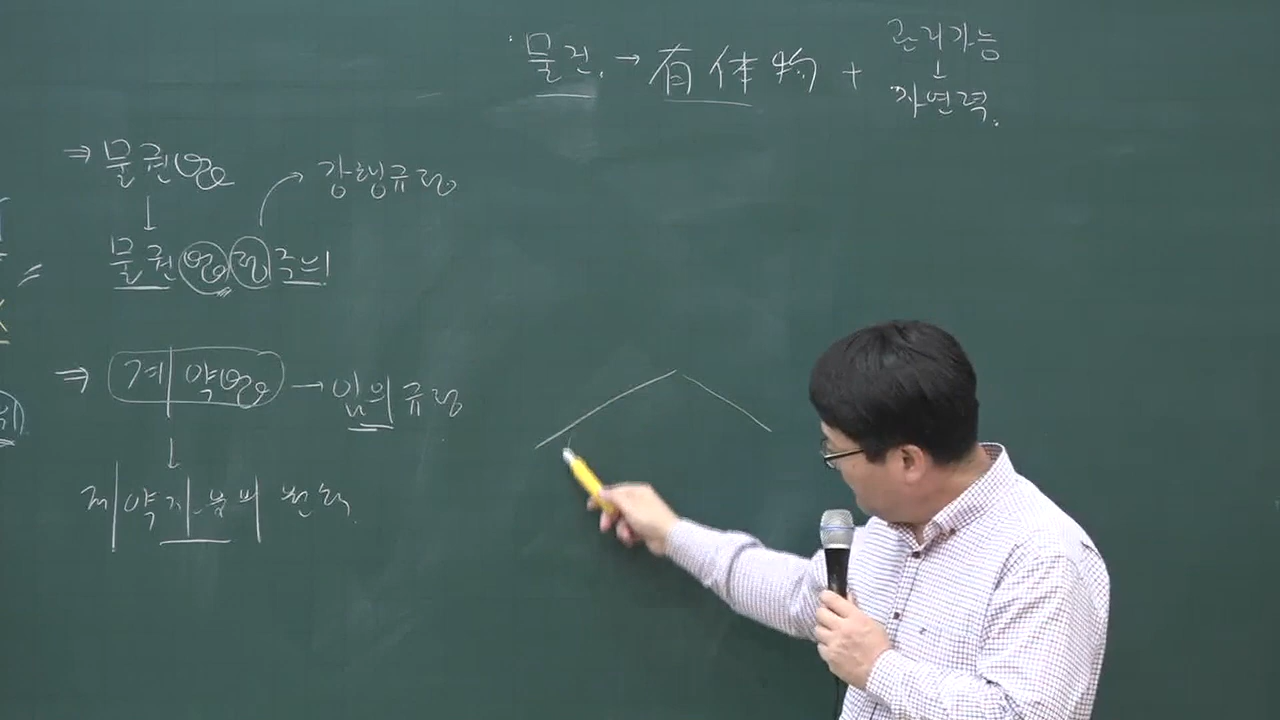 물건. → 有体物 + 관리가능 ↓ 자연력.
⇒ 물권법
↓
물권법정주의 → 강행규정
⇒ 계약법 → 임의규정
↓
계약자유의 원칙